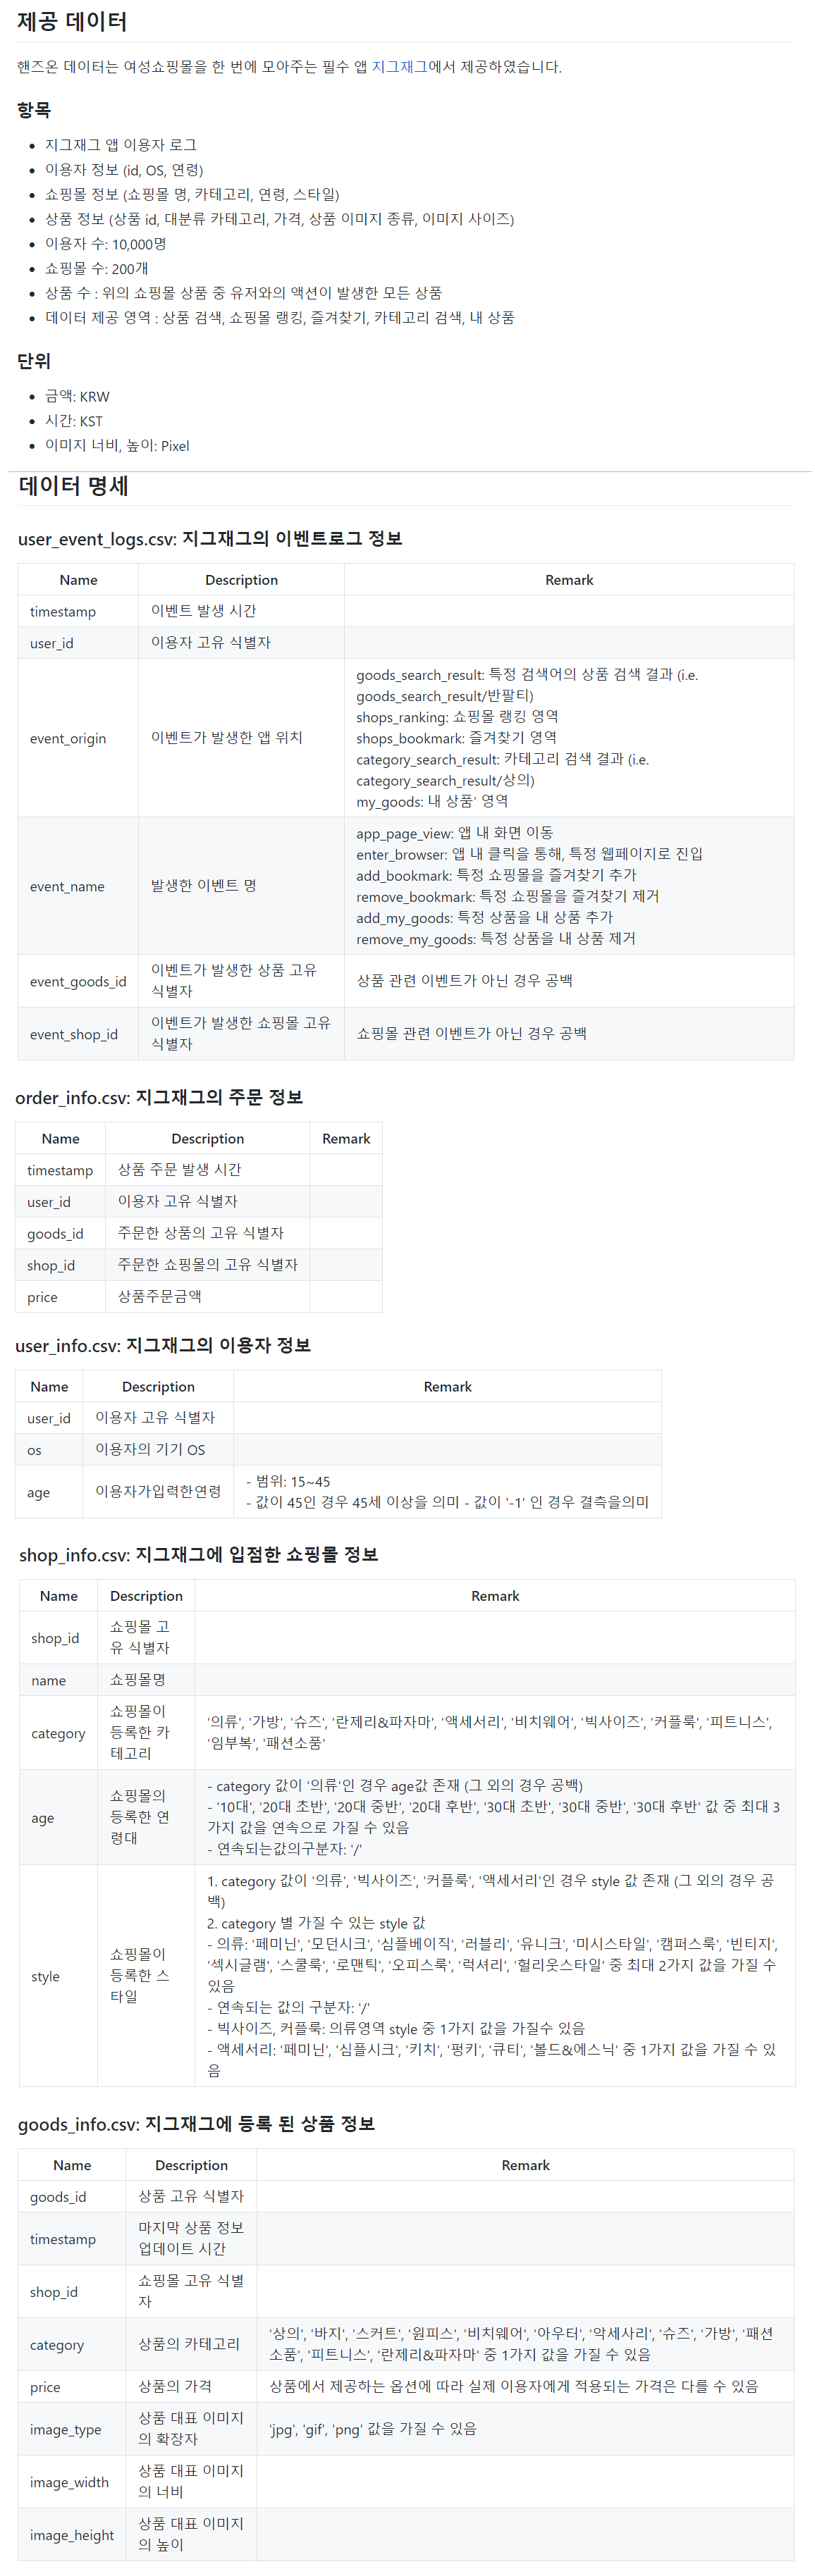 제공 데이터
핸즈온 데이터는 여성쇼핑몰을 한 번에 모아주는 필수 앱 지그재그에서 제공하였습니다.
항목
지그재그 앱 이용자 로그
이용자 정보 (id, OS, 연령)
쇼핑몰 정보 (쇼핑몰 명, 카테고리, 연령, 스타일)
상품 정보 (상품 id, 대분류 카테고리, 가격, 상품 이미지 종류, 이미지 사이즈)
이용자 수: 10,000명
쇼핑몰 수: 200개
상품 수 : 위의 쇼핑몰 상품 중 유저와의 액션이 발생한 모든 상품
데이터 제공 영역 : 상품 검색, 쇼핑몰 랭킹, 즐겨찾기, 카테고리 검색, 내 상품
단위
금액: KRW
시간: KST
이미지 너비, 높이: Pixel
데이터 명세
user_event_logs.csv: 지그재그의 이벤트로그 정보
Name Description Remark
timestamp 이벤트 발생 시간
user_id 이용자 고유 식별자
event_origin 이벤트가 발생한 앱 위치
goods_search_result: 특정 검색어의 상품 검색 결과 (i.e.
goods_search_result/반팔티)
shops_ranking: 쇼핑몰 랭킹 영역
shops_bookmark: 즐겨찾기 영역
category_search_result: 카테고리 검색 결과 (i.e.
category_search_result/상의)
my_goods: 내 상품' 영역
event_name 발생한 이벤트 명
app_page_view: 앱 내 화면 이동
enter_browser: 앱 내 클릭을 통해, 특정 웹페이지로 진입
add_bookmark: 특정 쇼핑몰을 즐겨찾기 추가
remove_bookmark: 특정 쇼핑몰을 즐겨찾기 제거
add_my_goods: 특정 상품을 내 상품 추가
remove_my_goods: 특정 상품을 내 상품 제거
event_goods_id
이벤트가 발생한 상품 고유
식별자
상품 관련 이벤트가 아닌 경우 공백
event_shop_id
이벤트가 발생한 쇼핑몰 고유
식별자
쇼핑몰 관련 이벤트가 아닌 경우 공백
order_info.csv: 지그재그의 주문 정보
Name Description Remark
timestamp 상품 주문 발생 시간
user_id 이용자 고유 식별자
goods_id 주문한 상품의 고유 식별자
shop_id 주문한 쇼핑몰의 고유 식별자
price 상품주문금액
user_info.csv: 지그재그의 이용자 정보
Name Description Remark
user_id 이용자 고유 식별자
os 이용자의 기기 OS
age 이용자가입력한연령
- 범위: 15~45
- 값이 45인 경우 45세 이상을 의미 - 값이 '-1' 인 경우 결측을의미
shop_info.csv: 지그재그에 입점한 쇼핑몰 정보
Name Description Remark
shop_id
쇼핑몰 고
유 식별자
name 쇼핑몰명
category
쇼핑몰이
등록한 카
테고리
'의류', '가방', '슈즈', '란제리&파자마', '액세서리', '비치웨어', '빅사이즈', '커플룩', '피트니스',
'임부복', '패션소품'
age
쇼핑몰의
등록한 연
령대
- category 값이 '의류'인 경우 age값 존재 (그 외의 경우 공백)
- '10대', '20대 초반', '20대 중반', '20대 후반', '30대 초반', '30대 중반', '30대 후반' 값 중 최대 3
가지 값을 연속으로 가질 수 있음
- 연속되는값의구분자: '/'
style
쇼핑몰이
등록한 스
타일
1. category 값이 '의류', '빅사이즈', '커플룩', '액세서리'인 경우 style 값 존재 (그 외의 경우 공
백)
2. category 별 가질 수 있는 style 값
- 의류: '페미닌', '모던시크', '심플베이직', '러블리', '유니크', '미시스타일', '캠퍼스룩', '빈티지',
'섹시글램', '스쿨룩', '로맨틱', '오피스룩', '럭셔리', '헐리웃스타일' 중 최대 2가지 값을 가질 수
있음
- 연속되는 값의 구분자: '/'
- 빅사이즈, 커플룩: 의류영역 style 중 1가지 값을 가질수 있음
- 액세서리: '페미닌', '심플시크', '키치', '펑키', '큐티', '볼드&에스닉' 중 1가지 값을 가질 수 있
음
goods_info.csv: 지그재그에 등록 된 상품 정보
Name Description Remark
goods_id 상품 고유 식별자
timestamp
마지막 상품 정보
업데이트 시간
shop_id
쇼핑몰 고유 식별
자
category 상품의 카테고리
'상의', '바지', '스커트', '원피스', '비치웨어', '아우터', '악세사리', '슈즈', '가방', '패션
소품', '피트니스', '란제리&파자마' 중 1가지 값을 가질 수 있음
price 상품의 가격 상품에서 제공하는 옵션에 따라 실제 이용자에게 적용되는 가격은 다를 수 있음
image_type
상품 대표 이미지
의 확장자
'jpg', 'gif', 'png' 값을 가질 수 있음
image_width
상품 대표 이미지
의 너비
image_height
상품 대표 이미지
의 높이